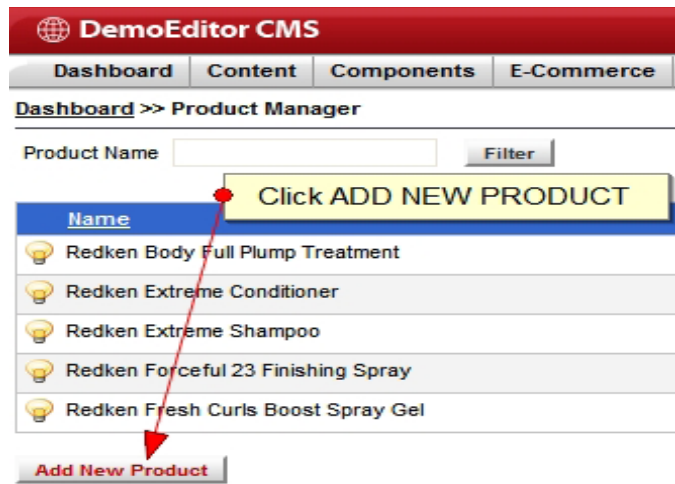 DemoEditor CMS
Dashboard Content Components E-Commerce
Dashboard >> Product Manager
Product Name Filter
Click ADD NEW PRODUCT
Name
Redken Body Full Plump Treatment
Redken Extreme Conditioner
Redken Extreme Shampoo
Redken Forceful 23 Finishing Spray
Redken Fresh Curls Boost Spray Gel
Add New Product